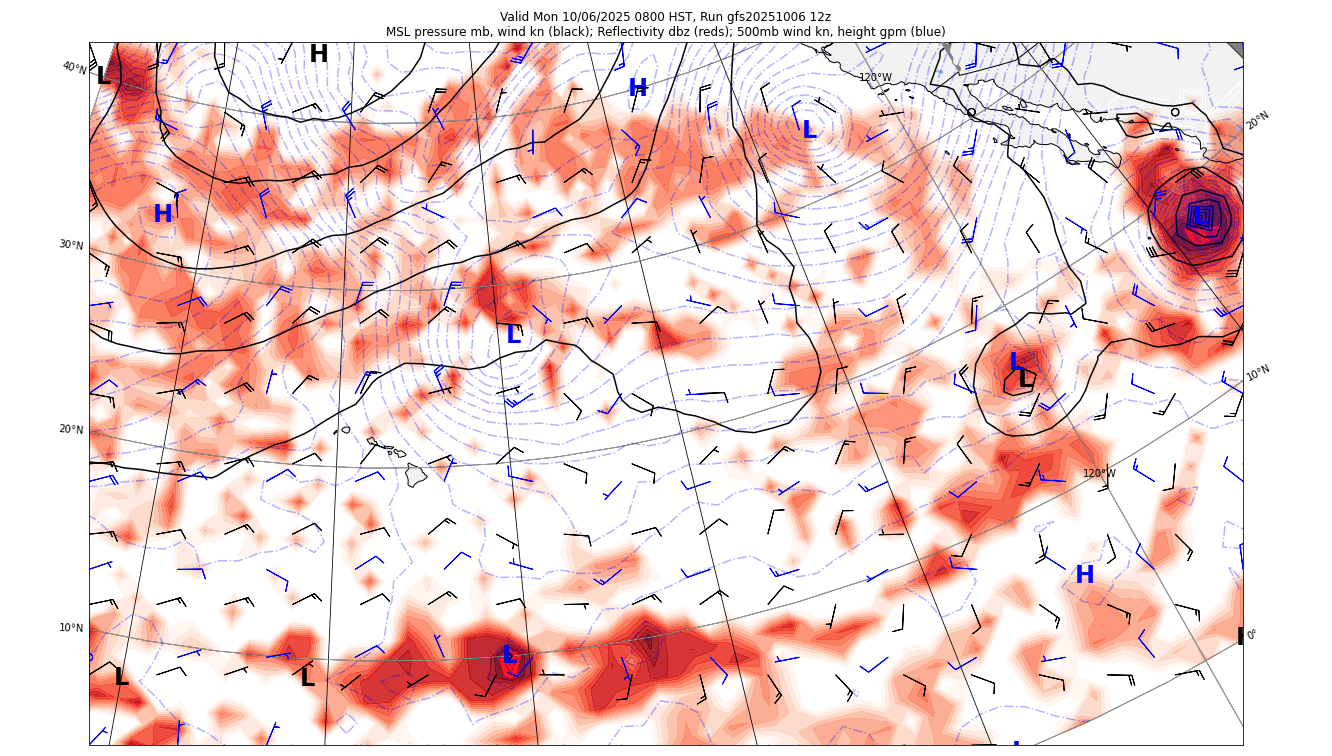 Valid Mon 10/06/2025 0800 HST, Run gfs20251006 12z
MSL pressure mb, wind kn (black); Reflectivity dbz (reds); 500mb wind kn, height gpm (blue)
H
L
40°N
H
120°W
L
20°N
H
L
30°N
L
L
L
10°N
20°N
120°W
H
10°N
0°
L
L
L